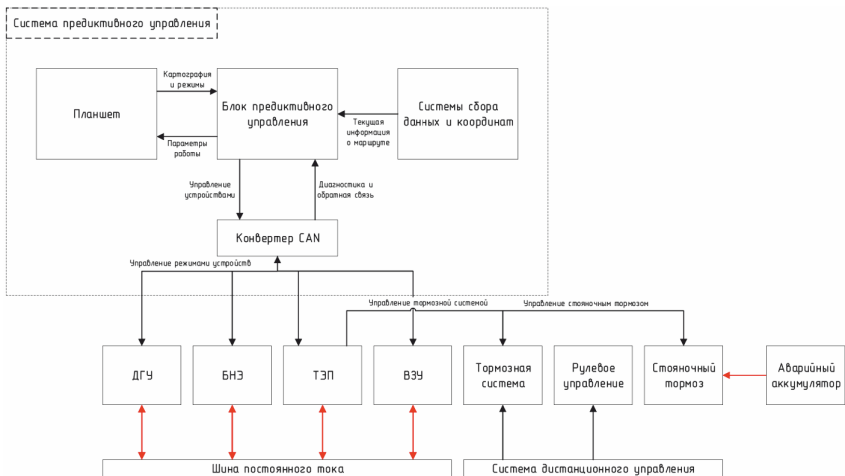 Система предиктивного управления
Картография
и режимы
Планшет
Блок предиктивного
управления
Системы сбора
данных и координат
Текущая
информация
о маршруте
Параметры
работы
Управление
устройствами
Диагностика и
обратная связь
Конвертер CAN
Управление режимами устройств
Управление тормозной системой
Управление стояночным тормозом
ДГУ
БНЭ
ТЭП
ВЭУ
Тормозная
система
Рулевое
управление
Стояночный
тормоз
Аварийный
аккумулятор
Шина постоянного тока
Система дистанционного управления